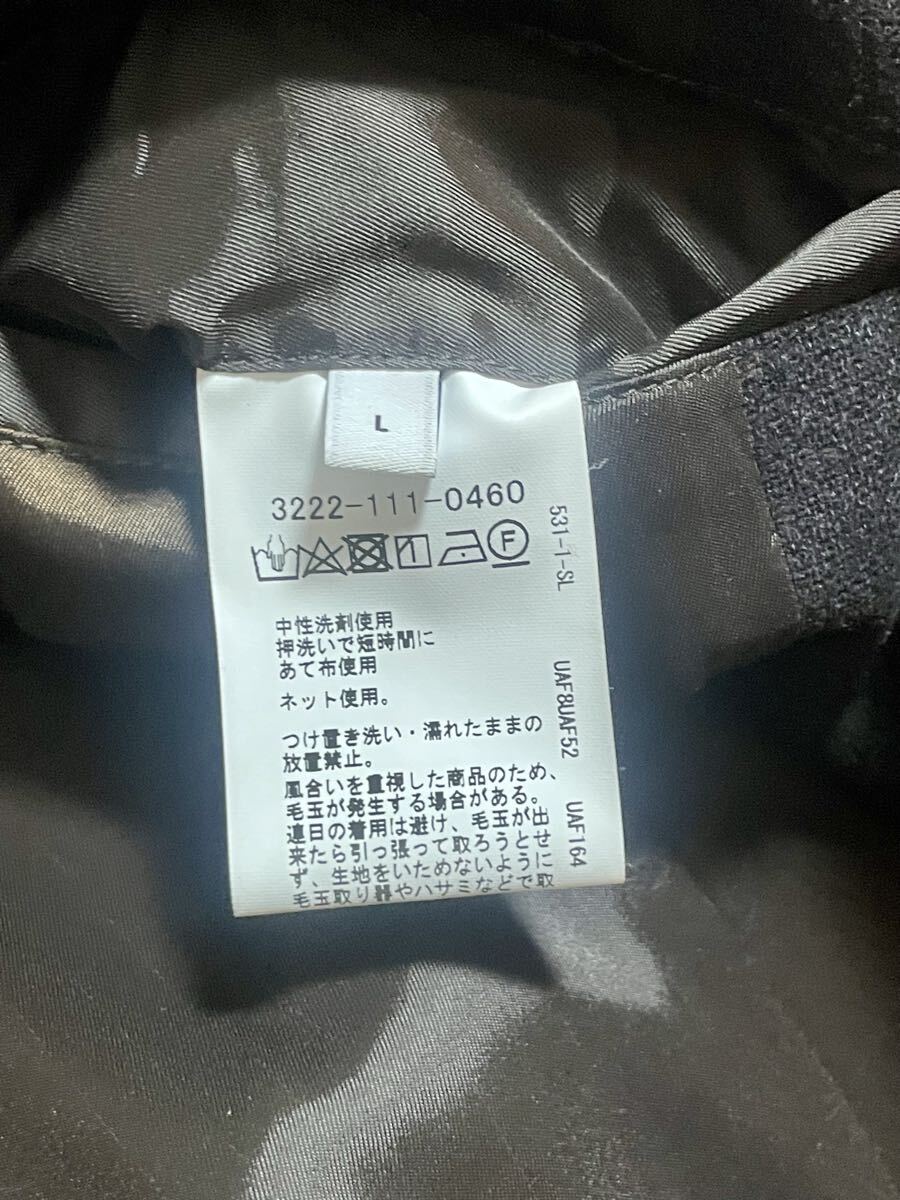 L
3222-111-0460
F
中性洗剤使用
押洗いで短時間に
あて布使用
ネット使用。
つけ置き洗い・濡れたままの
放置禁止。
風合いを重視した商品のため、
毛玉が発生する場合がある。
連日の着用は避け、毛玉が出
来たら引っ張って取ろうとせ
ず、生地をいためないように
毛玉取り器やハサミなどで取
531-1-SL
UAF8UAF52
UAF164